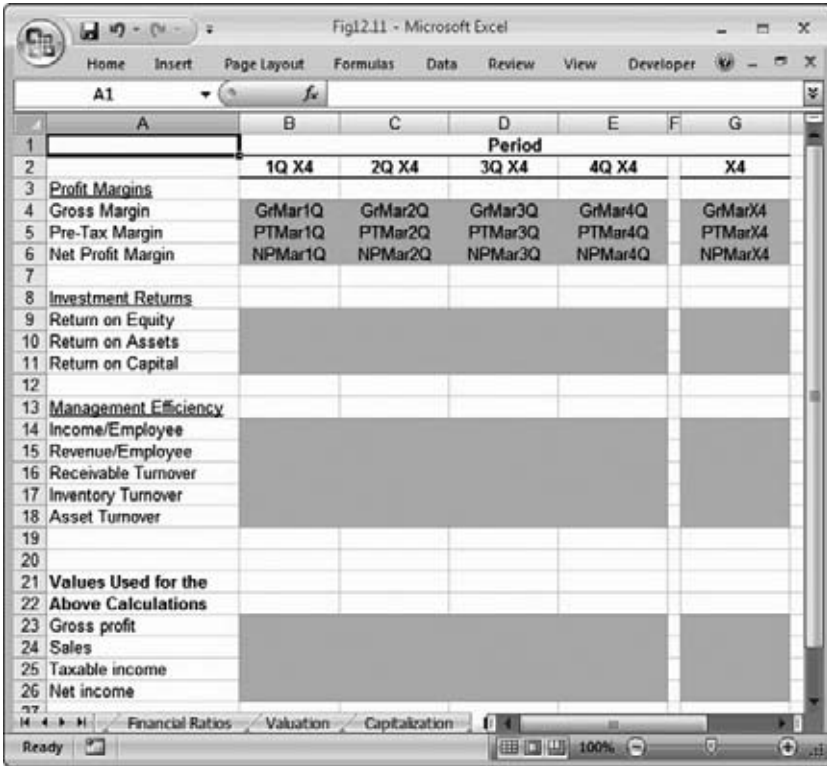 Fig12.11 - Microsoft Excel
Home Insert Page Layout Formulas Data Review View Developer
A1 fx
A B C D E F G
1 Period
2 1Q X4 2Q X4 3Q X4 4Q X4 X4
3 Profit Margins
4 Gross Margin GrMar1Q GrMar2Q GrMar3Q GrMar4Q GrMarX4
5 Pre-Tax Margin PTMar1Q PTMar2Q PTMar3Q PTMar4Q PTMarX4
6 Net Profit Margin NPMar1Q NPMar2Q NPMar3Q NPMar4Q NPMarX4
7
8 Investment Returns
9 Return on Equity
10 Return on Assets
11 Return on Capital
12
13 Management Efficiency
14 Income/Employee
15 Revenue/Employee
16 Receivable Turnover
17 Inventory Turnover
18 Asset Turnover
19
20
21 Values Used for the
22 Above Calculations
23 Gross profit
24 Sales
25 Taxable income
26 Net income
27
Financial Ratios Valuation Capitalization
Ready 100%